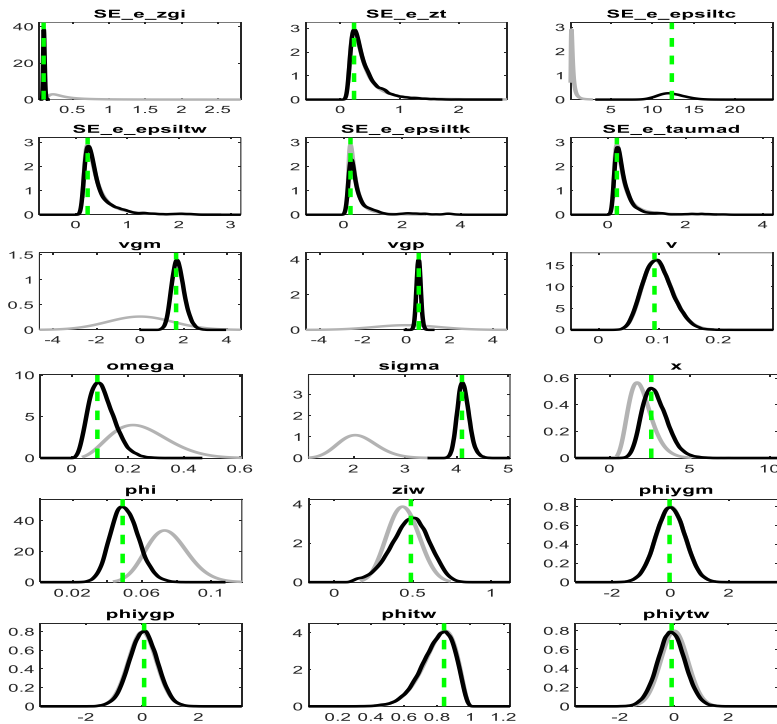 SE_e_zgi SE_e_zt SE_e_epsiltc
40 20 0 0.5 1 1.5 2 2.5
3 2 1 0 0 1 2
3 2 1 0 5 10 15 20
SE_e_epsiltw SE_e_epsiltk SE_e_taumad
3 2 1 0 0 1 2 3
3 2 1 0 0 2 4
3 2 1 0 0 2 4
vgm vgp v
1.5 1 0.5 0 -4 -2 0 2 4
4 2 0 -4 -2 0 2 4
15 10 5 0 0 0.1 0.2
omega sigma x
10 5 0 0 0.2 0.4 0.6
3 2 1 0 2 3 4 5
0.6 0.4 0.2 0 0 5 10
phi ziw phiygm
40 20 0 0.02 0.06 0.1
4 2 0 0 0.5 1
0.8 0.6 0.4 0.2 0 -2 0 2
phiygp phitw phiytw
0.8 0.6 0.4 0.2 0 -2 0 2
4 2 0 0.2 0.4 0.6 0.8 1 1.2
0.8 0.6 0.4 0.2 0 -2 0 2